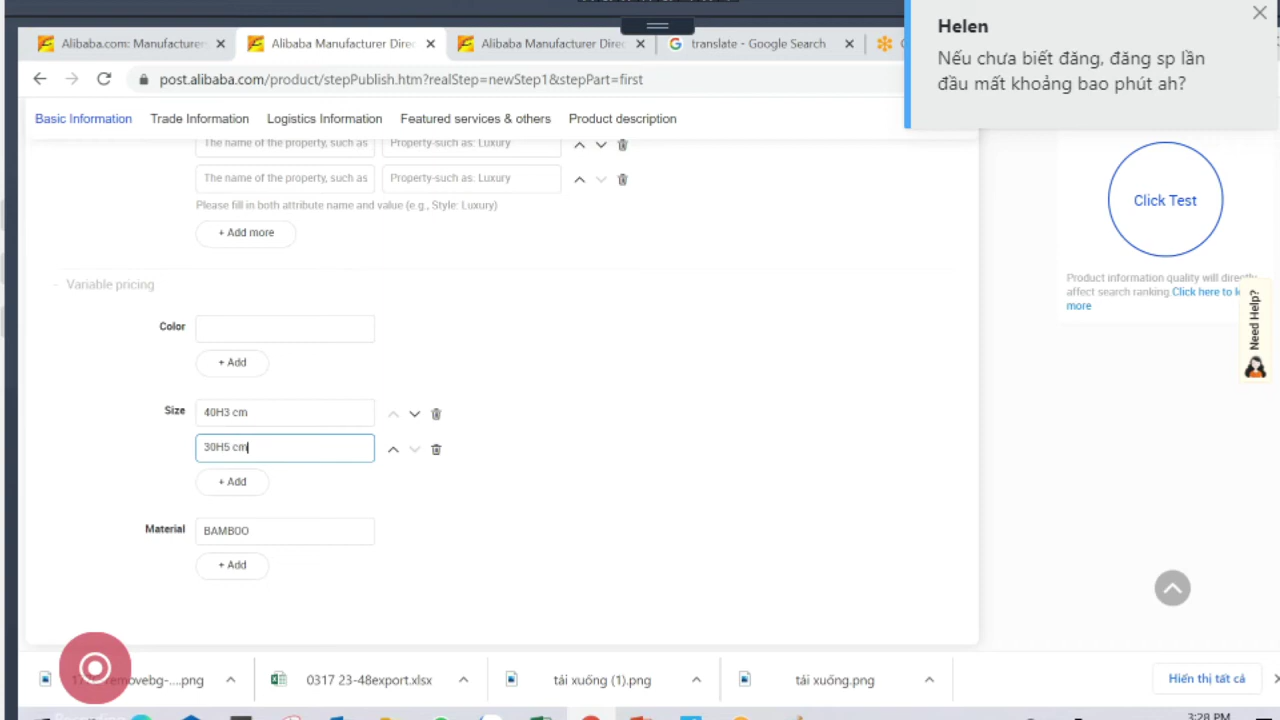 Alibaba.com: Manufacturer
Alibaba Manufacturer Direc
Alibaba Manufacturer Direc
translate - Google Search
Helen
Nếu chưa biết đăng, đăng sp lần
đầu mất khoảng bao phút ah?
post.alibaba.com/product/stepPublish.htm?realStep=newStep1&stepPart=first
Basic Information
Trade Information
Logistics Information
Featured services & others
Product description
The name of the property, such as
Property-such as: Luxury
The name of the property, such as
Property-such as: Luxury
Please fill in both attribute name and value (e.g., Style: Luxury)
+ Add more
Click Test
Product information quality will directly
affect search ranking Click here to
more
Need Help?
Variable pricing
Color
+ Add
Size
40H3 cm
30H5 cm
+ Add
Material
BAMBOO
+ Add
removebg-....png
0317 23-48export.xlsx
tải xuống (1).png
tải xuống.png
Hiển thị tất cả
3:28 PM